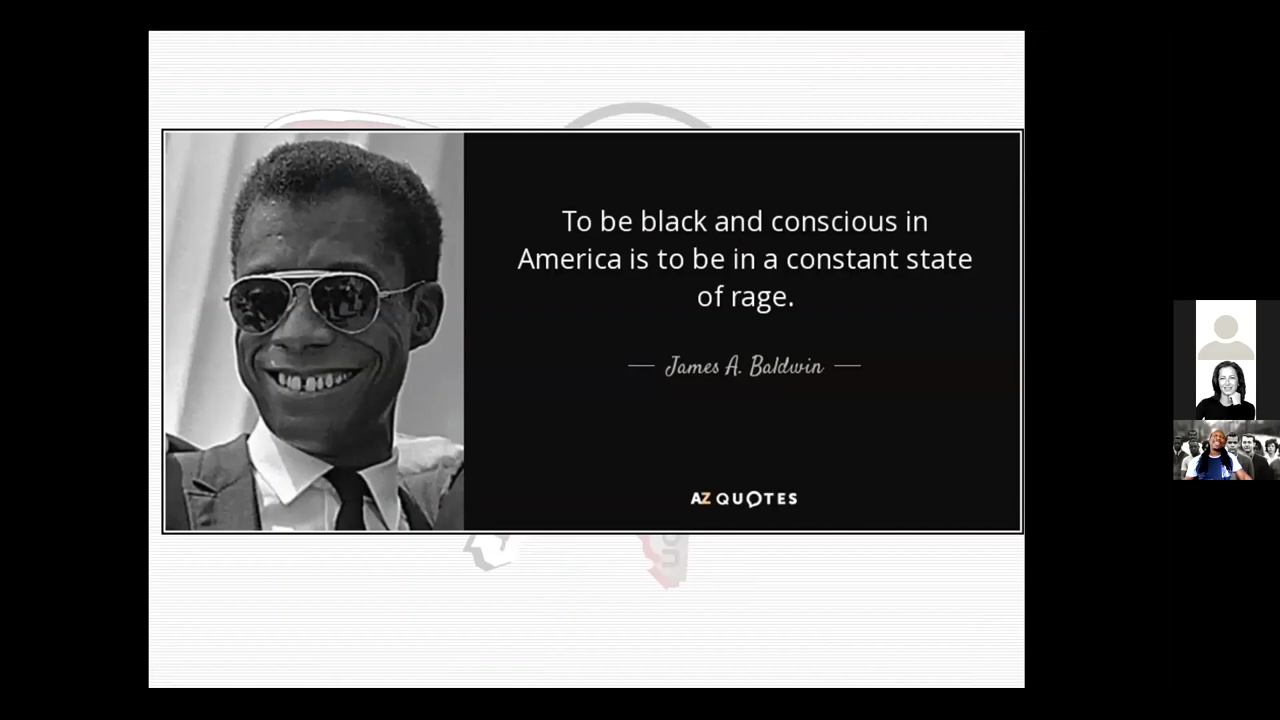 To be black and conscious in
America is to be in a constant state
of rage.
James A. Baldwin
AZ QUOTES